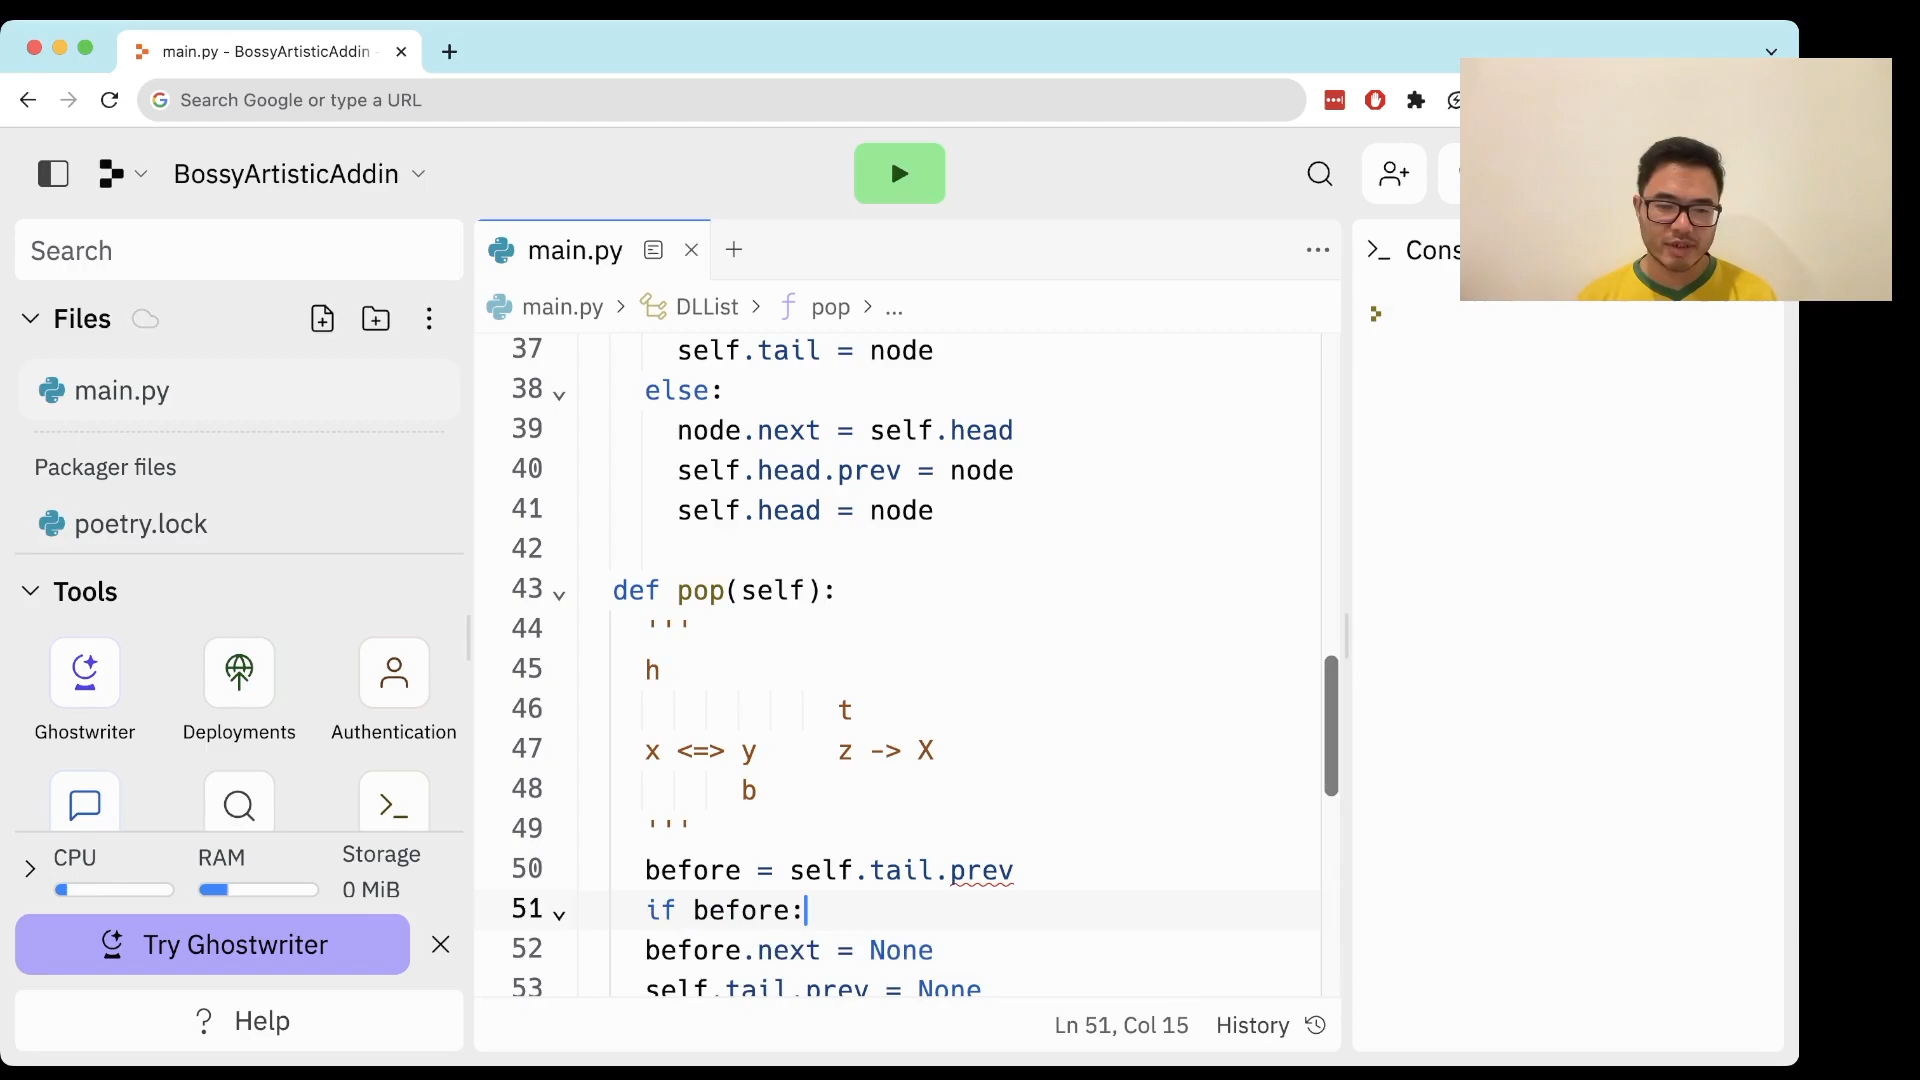 main.py - BossyArtisticAddin
Search Google or type a URL
BossyArtisticAddin
Search
Files
main.py
Packager files
poetry.lock
Tools
Ghostwriter
Deployments
Authentication
CPU
RAM
Storage
0 MiB
Try Ghostwriter
? Help
main.py
main.py > DLList > f pop > ...
37 self.tail = node
38 else:
39 node.next = self.head
40 self.head.prev = node
41 self.head = node
42
43 def pop(self):
44 '''
45 h
46 t
47 x <=> y z -> X
48 b
49 '''
50 before = self.tail.prev
51 if before:
52 before.next = None
53 self.tail.prev = None
Ln 51, Col 15 History
>_